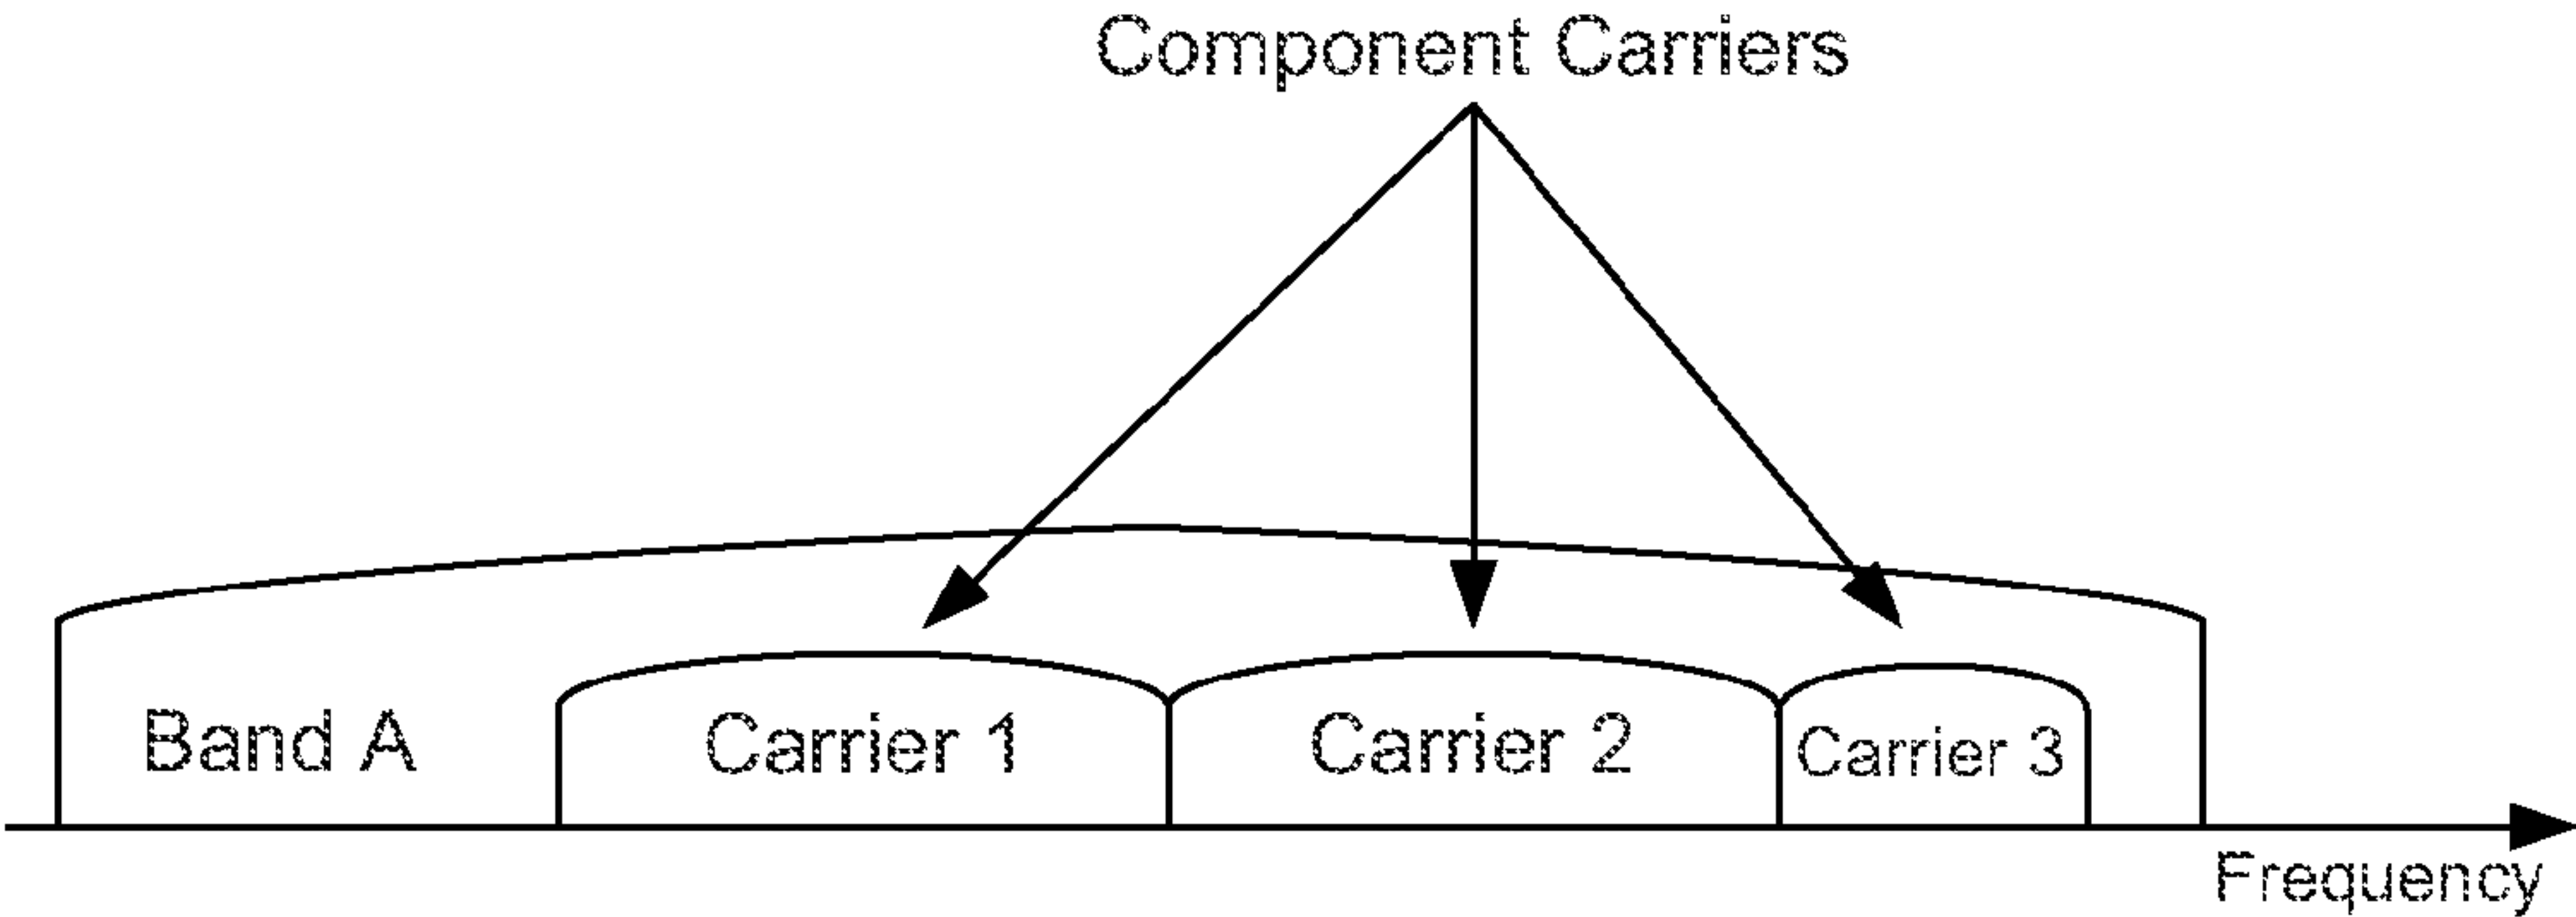 Component Carriers
Band A
Carrier 1
Carrier 2
Carrier 3
Frequency